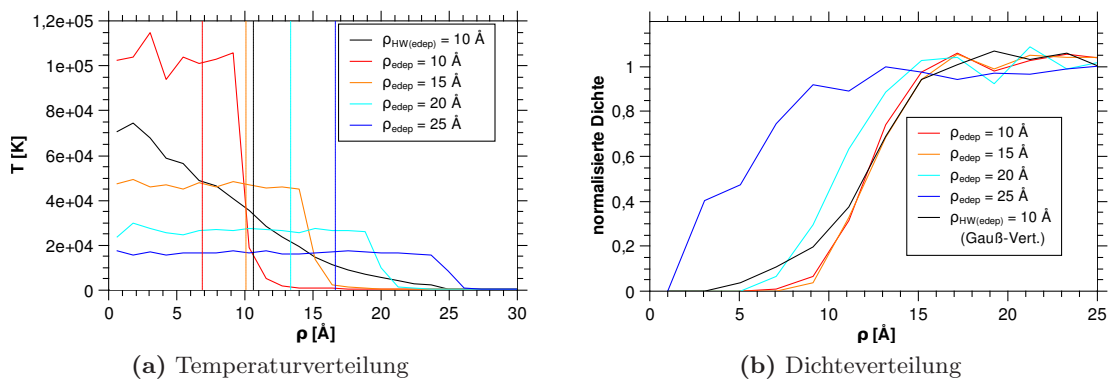 1,2e+05
1e+05
8e+04
6e+04
4e+04
2e+04
0
T [K]
0 5 10 15 20 25 30
ρ [Å]
ρHW(edep) = 10 Å
ρedep = 10 Å
ρedep = 15 Å
ρedep = 20 Å
ρedep = 25 Å
(a) Temperaturverteilung
1
0,8
0,6
0,4
0,2
0
normalisierte Dichte
0 5 10 15 20 25
ρ [Å]
ρedep = 10 Å
ρedep = 15 Å
ρedep = 20 Å
ρedep = 25 Å
ρHW(edep) = 10 Å
(Gauß-Vert.)
(b) Dichteverteilung